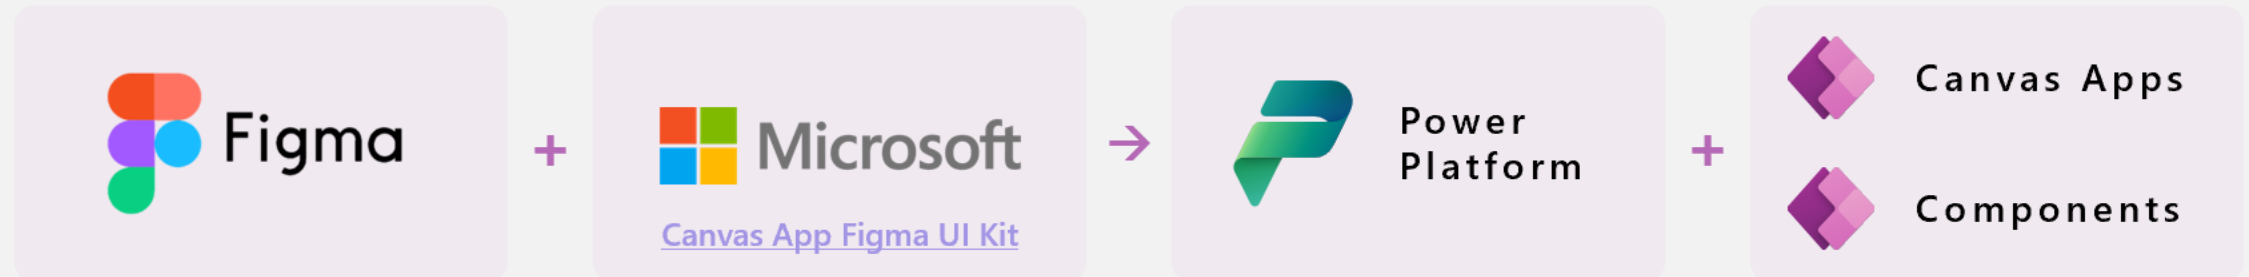 Figma
+
Microsoft
Canvas App Figma UI Kit
→
Power
Platform
+
Canvas Apps
Components